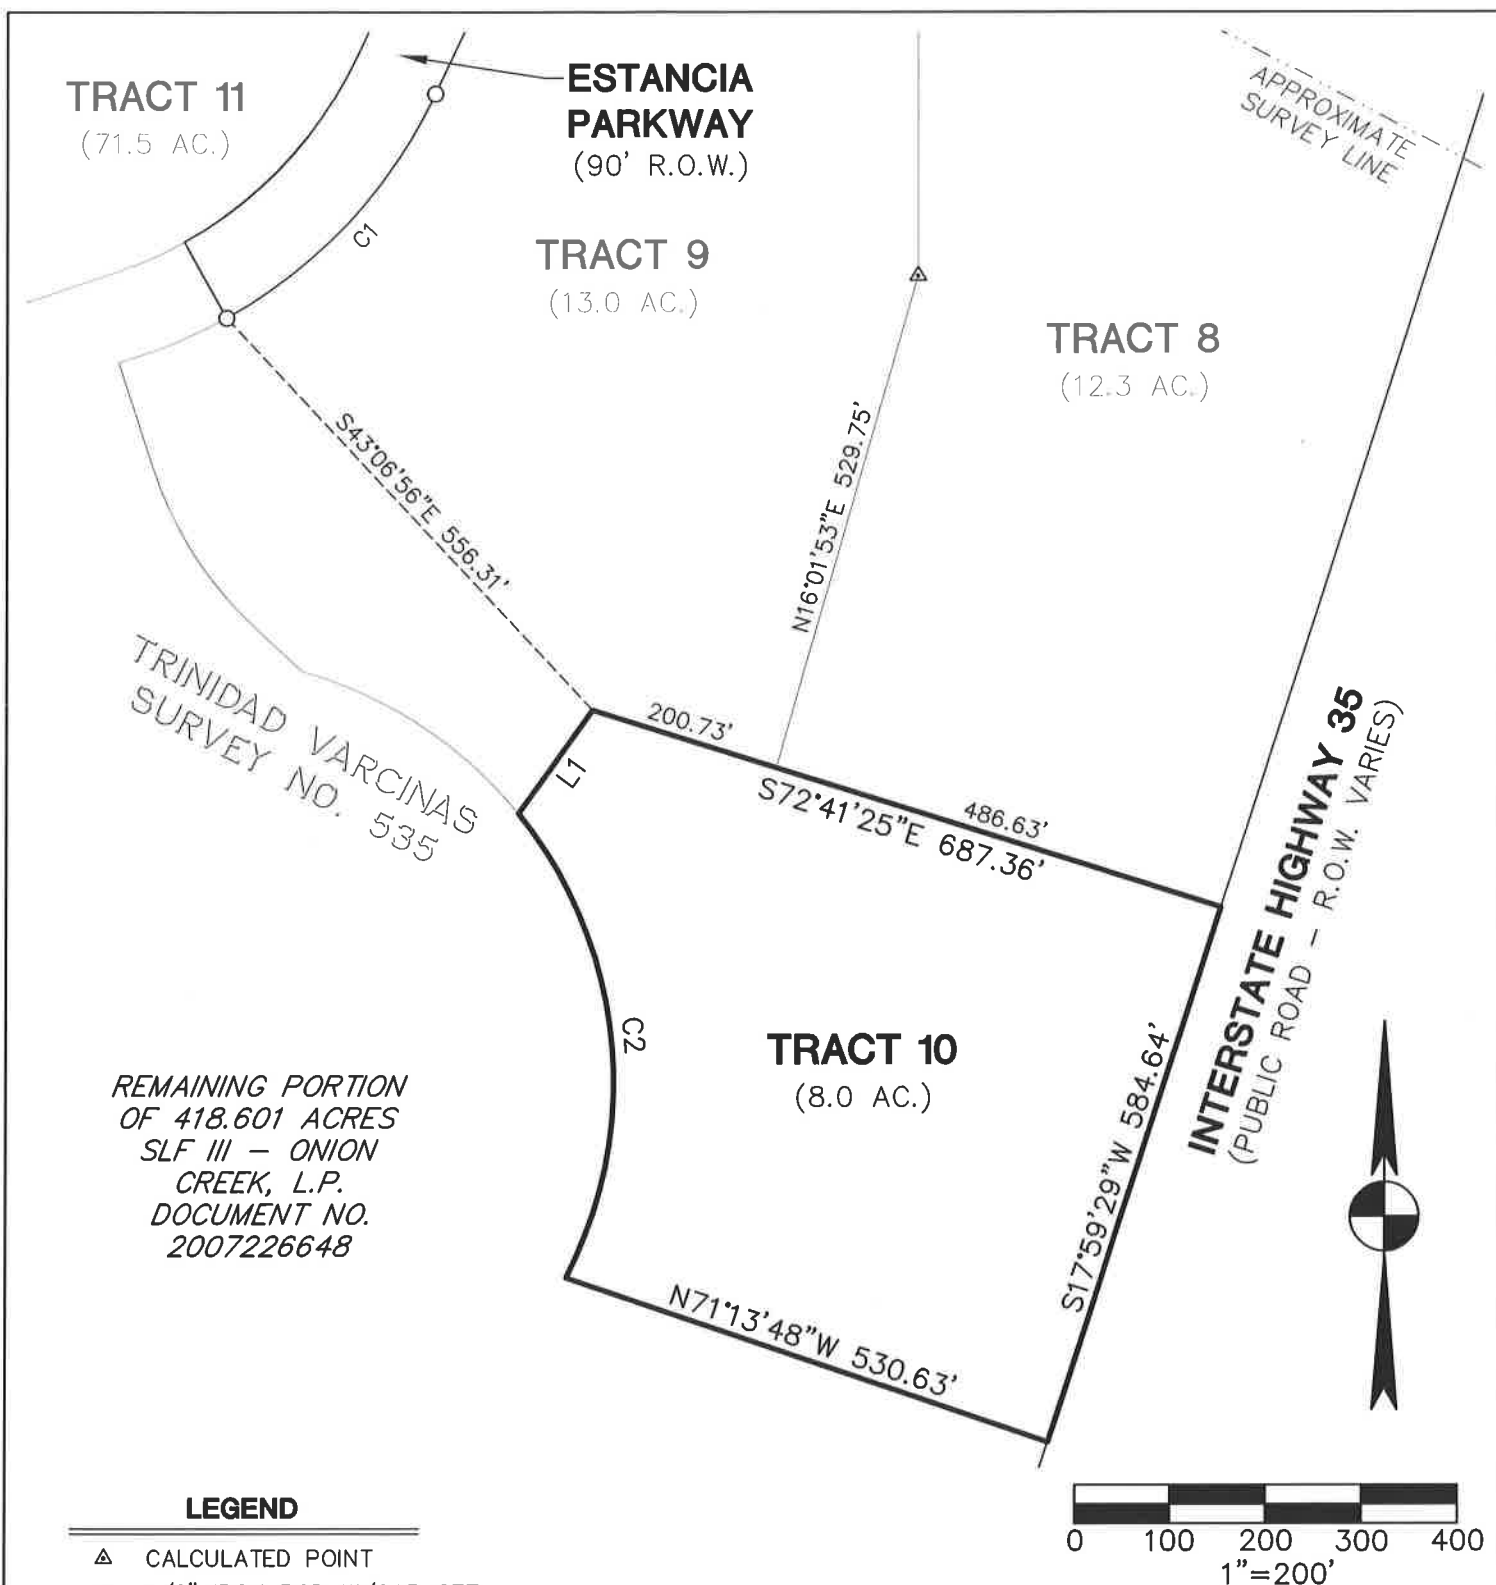 TRACT 11
(71.5 AC.)
ESTANCIA
PARKWAY
(90' R.O.W.)
APPROXIMATE
SURVEY LINE
C1
TRACT 9
(13.0 AC.)
TRACT 8
(12.3 AC.)
S43°06'56"E 556.31'
N16°01'53"E 529.75'
TRINIDAD VARCINAS
SURVEY NO. 535
200.73'
L1
S72°41'25"E 687.36'
486.63'
INTERSTATE HIGHWAY 35
(PUBLIC ROAD - R.O.W. VARIES)
C2
TRACT 10
(8.0 AC.)
S17°59'29"W 584.64'
REMAINING PORTION
OF 418.601 ACRES
SLF III - ONION
CREEK, L.P.
DOCUMENT NO.
2007226648
N71°13'48"W 530.63'
LEGEND
CALCULATED POINT
0 100 200 300 400
1"=200'